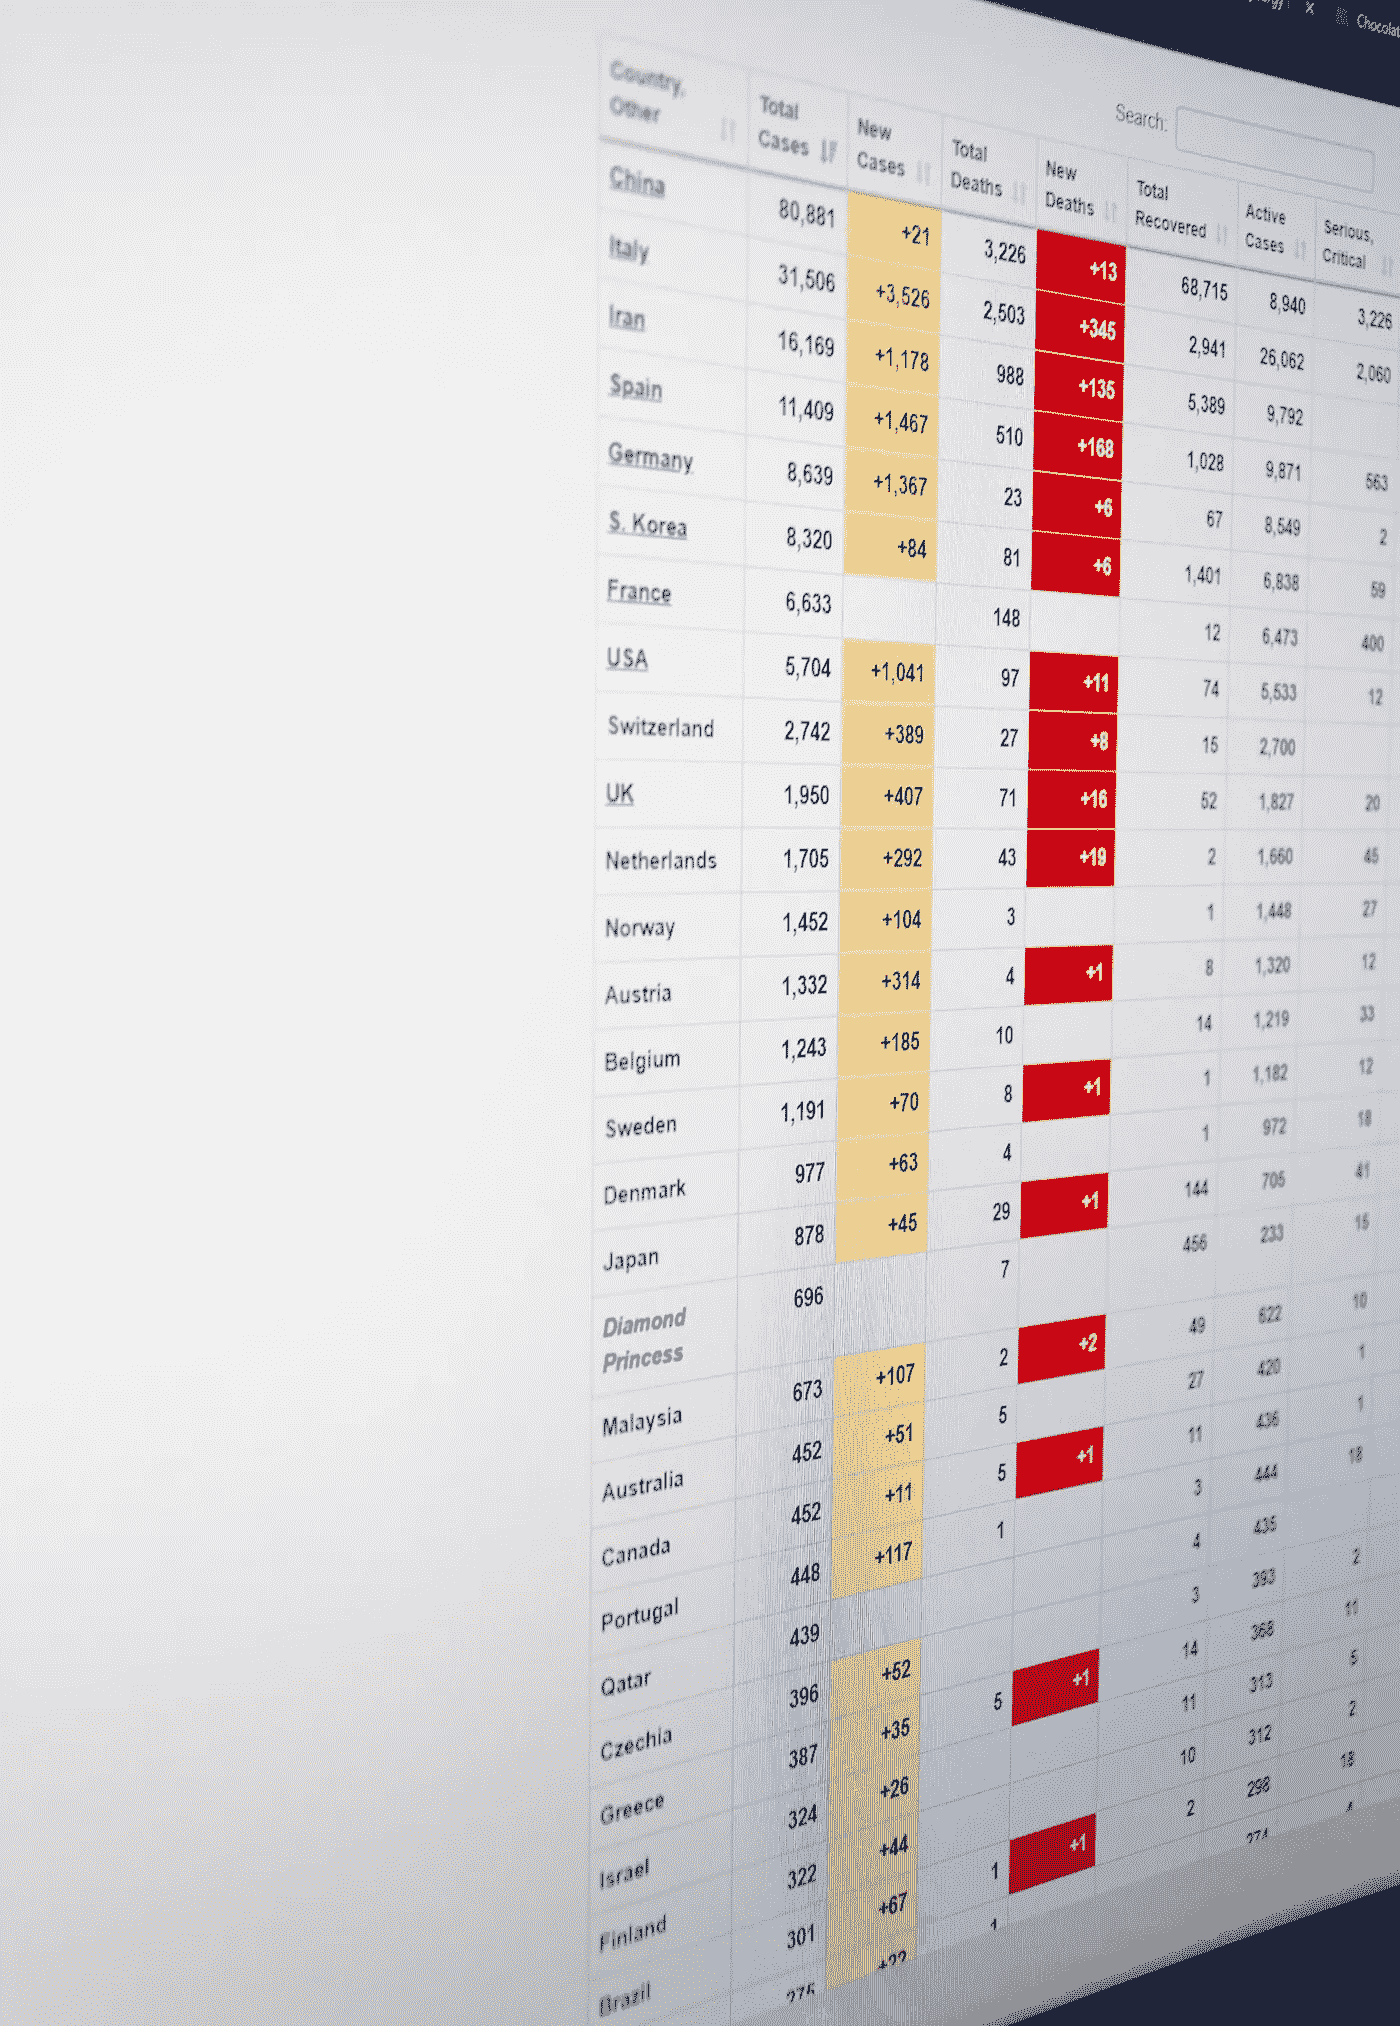 Chocolat
Search:
Country, Other Total Cases New Cases Total Deaths New Deaths Total Recovered Active Cases Serious, Critical
China 80,881 +21 3,226 +13 68,715 8,940 3,226
Italy 31,506 +3,526 2,503 +345 2,941 26,062 2,060
Iran 16,169 +1,178 988 +135 5,389 9,792
Spain 11,409 +1,467 510 +168 1,028 9,871 563
Germany 8,639 +1,367 23 +6 67 8,549 2
S. Korea 8,320 +84 81 +6 1,401 6,838 59
France 6,633 148 12 6,473 400
USA 5,704 +1,041 97 +11 74 5,533 12
Switzerland 2,742 +389 27 +8 15 2,700
UK 1,950 +407 71 +16 52 1,827 20
Netherlands 1,705 +292 43 +19 2 1,660 45
Norway 1,452 +104 3 1 1,448 27
Austria 1,332 +314 4 +1 8 1,320 12
Belgium 1,243 +185 10 14 1,219 33
Sweden 1,191 +70 8 +1 1 1,182 12
Denmark 977 +63 4 1 972 18
Japan 878 +45 29 +1 144 705 41
Diamond Princess 696 7 456 233 15
Malaysia 673 +107 2 +2 49 622 10
Australia 452 +51 5 27 420 1
Canada 452 +11 5 +1 11 436 1
Portugal 448 +117 1 3 444 18
Qatar 439 4 435
Czechia 396 +52 3 393 2
Greece 387 +35 5 +1 14 368 11
Israel 324 +26 11 313 5
Finland 322 +44 10 312 2
Brazil 301 +67 1 +1 2 298 18